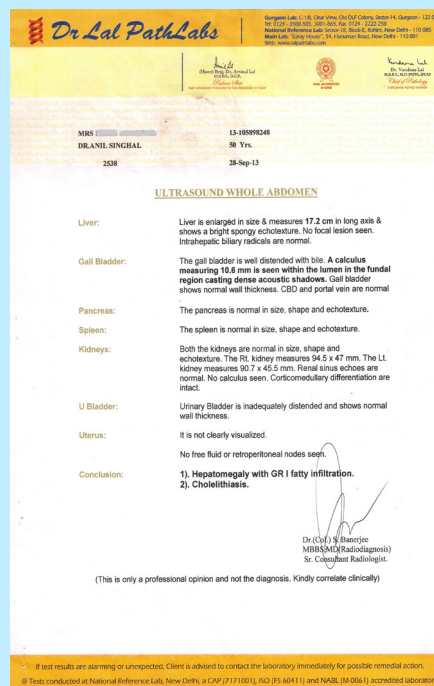 Dr Lal PathLabs
Gurgaon Lab: C-1/B, Clear View, Old DLF Colony, Sector-14, Gurgaon - 122 0
National Reference Lab: Sector-18, Block-E, Rohini, New Delhi - 110 085
Main Lab: "Eskay House", 54, Hanuman Road, New Delhi - 110 001
Web: www.lalpathlabs.com
(Hony) Brig. Dr. Arvind Lal
Dr. Vandana Lal
Chief of Pathology
MRS
13-105898248
DR.ANIL SINGHAL
50 Yrs.
2538
28-Sep-13
ULTRASOUND WHOLE ABDOMEN
Liver:
Liver is enlarged in size & measures 17.2 cm in long axis &
shows a bright spongy echotexture. No focal lesion seen.
Intrahepatic biliary radicals are normal.
Gall Bladder:
The gall bladder is well distended with bile. A calculus
measuring 10.6 mm is seen within the lumen in the fundal
region casting dense acoustic shadows. Gall bladder
shows normal wall thickness. CBD and portal vein are normal
Pancreas:
The pancreas is normal in size, shape and echotexture.
Spleen:
The spleen is normal in size, shape and echotexture.
Kidneys:
Both the kidneys are normal in size, shape and
echotexture. The Rt. kidney measures 94.5 x 47 mm. The Lt.
kidney measures 90.7 x 45.5 mm. Renal sinus echoes are
normal. No calculus seen. Corticomedullary differentiation are
intact.
U Bladder:
Urinary Bladder is inadequately distended and shows normal
wall thickness.
Uterus:
It is not clearly visualized.
No free fluid or retroperitoneal nodes seen.
Conclusion:
1). Hepatomegaly with GR I fatty infiltration.
2). Cholelithiasis.
Dr.(Col.) S. Banerjee
MBBS;MD(Radiodiagnosis)
Sr. Consultant Radiologist.
(This is only a professional opinion and not the diagnosis. Kindly correlate clinically)
If test results are alarming or unexpected, Client is advised to contact the laboratory immediately for possible remedial action.
@ Tests conducted at National Reference Lab, New Delhi, a CAP (7171001), ISO (FS 60411) and NABL (M-0061) accredited laborator